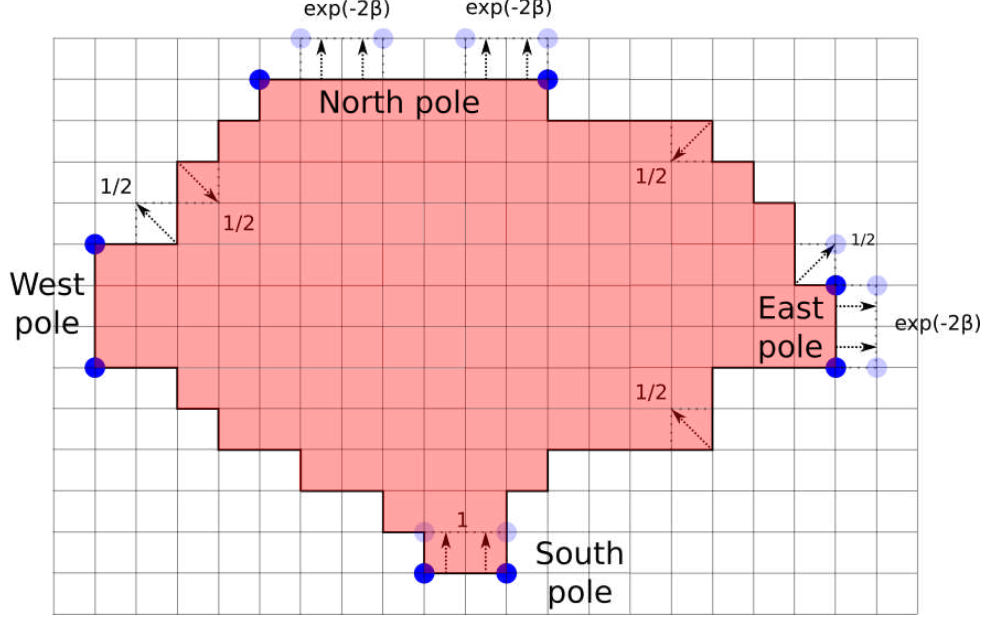 exp(-2β) exp(-2β)
North pole
1/2
1/2
1/2
1/2
West
pole
East
pole
exp(-2β)
1/2
1
South
pole